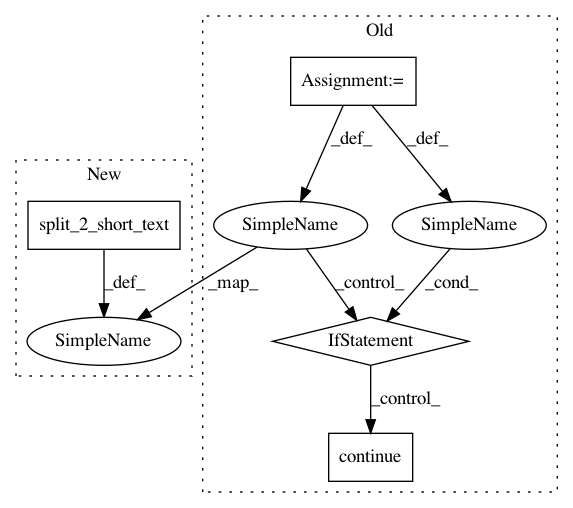 Old
Assignment:=
New
_def_
_def_
split_2_short_text
SimpleName
SimpleName
_def_
_map_
_control_
_cond_
SimpleName
IfStatement
_control_
continue